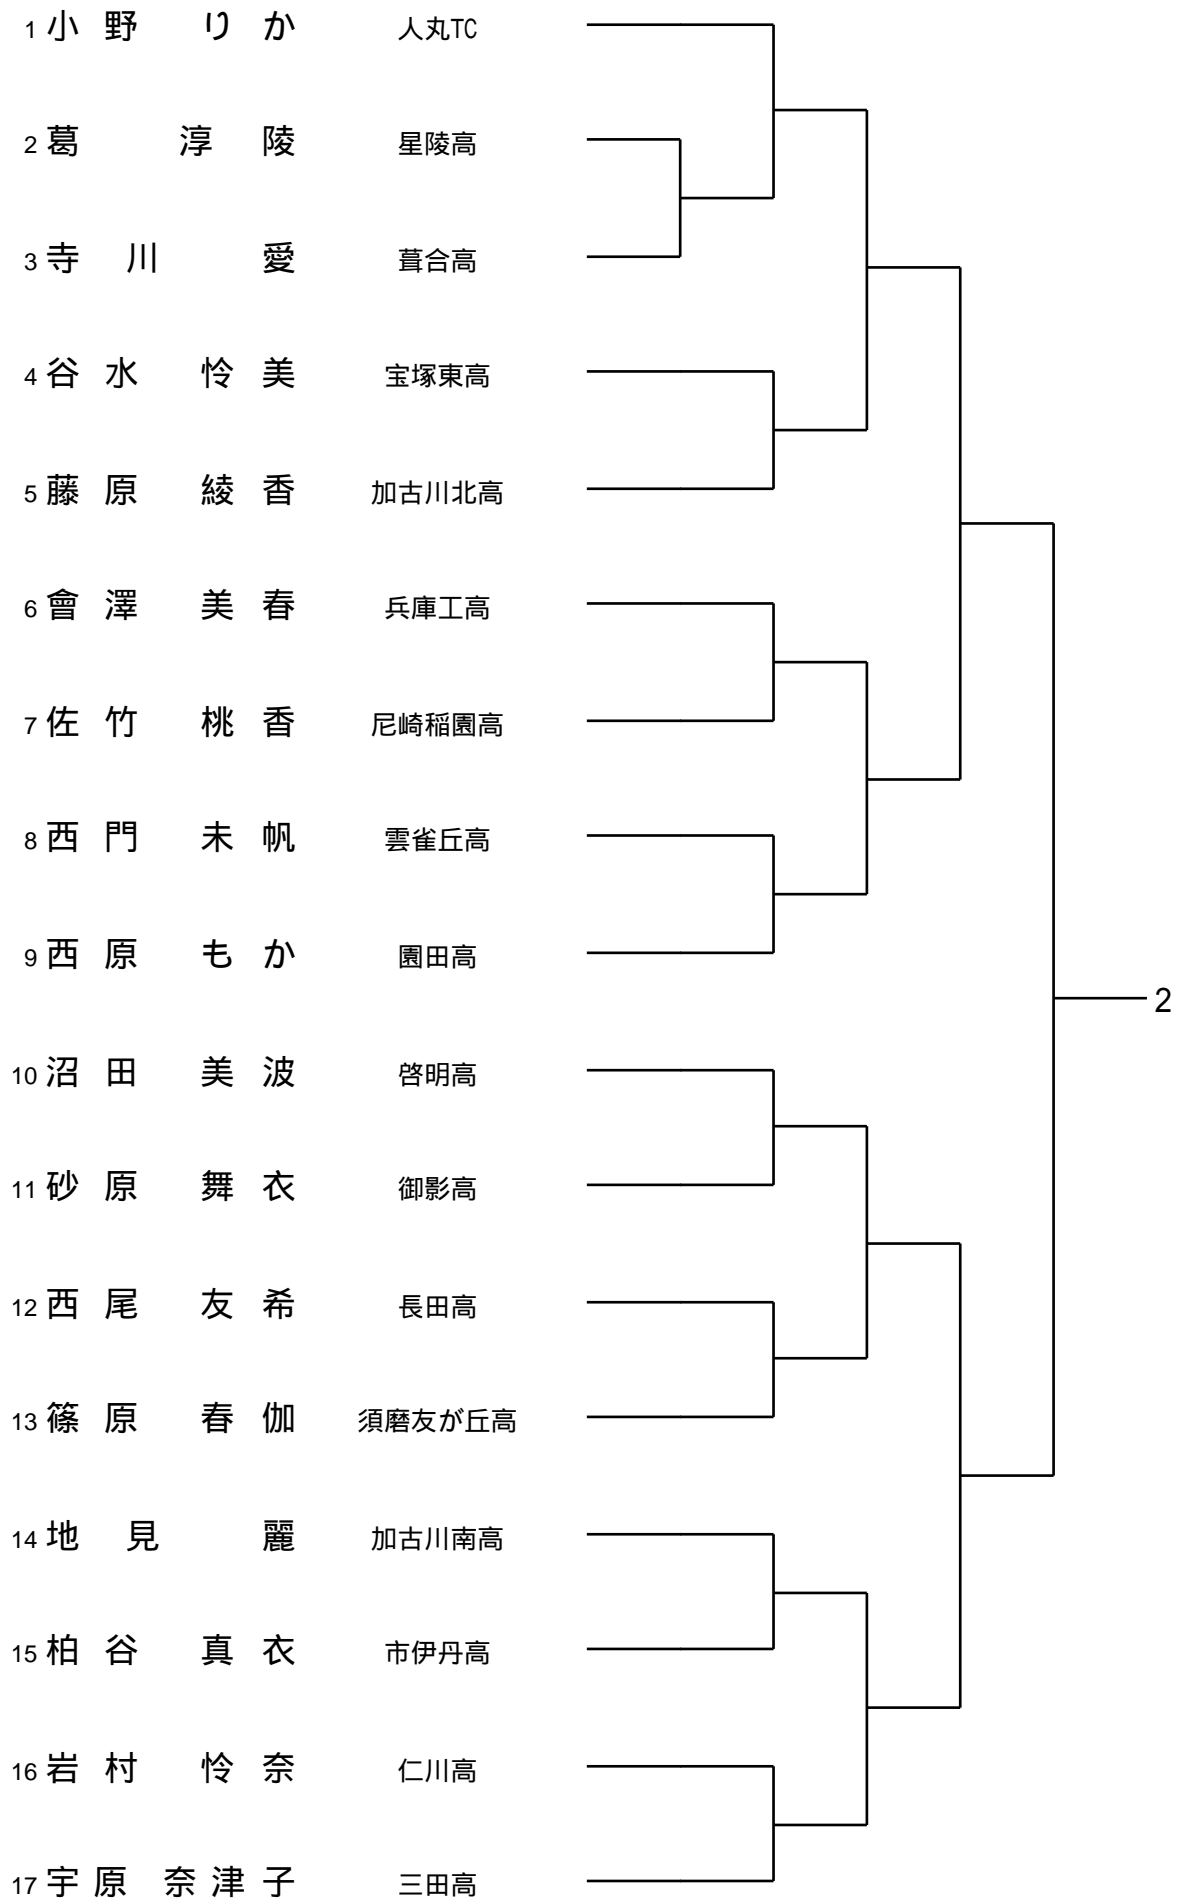 1 小野 りか 人丸TC
2 葛 淳陵 星陵高
3 寺川 愛 葺合高
4 谷水 怜美 宝塚東高
5 藤原 綾香 加古川北高
6 會澤 美春 兵庫工高
7 佐竹 桃香 尼崎稲園高
8 西門 未帆 雲雀丘高
9 西原 もか 園田高
2
10 沼田 美波 啓明高
11 砂原 舞衣 御影高
12 西尾 友希 長田高
13 篠原 春伽 須磨友が丘高
14 地見 麗 加古川南高
15 柏谷 真衣 市伊丹高
16 岩村 怜奈 仁川高
17 宇原 奈津子 三田高